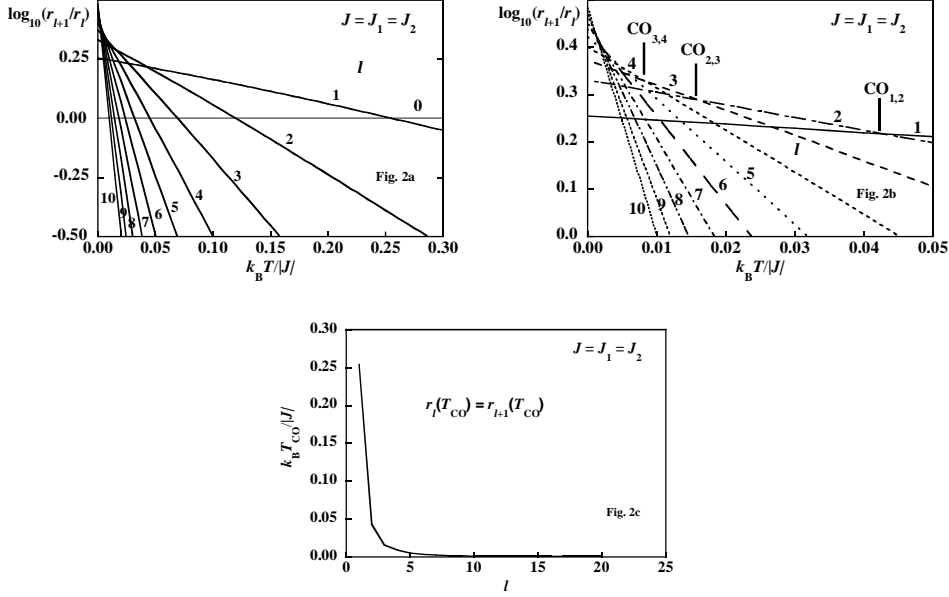 log10(rl+1/rl)
J = J1 = J2
l
0.25
0.00
-0.25
-0.50
0
1
2
3
4
5
6
7
8
9
10
Fig. 2a
0.00 0.05 0.10 0.15 0.20 0.25 0.30
kBT/|J|
log10(rl+1/rl)
J = J1 = J2
0.4
0.3
0.2
0.1
0.0
CO3,4
CO2,3
CO1,2
4
3
2
1
l
5
6
7
8
9
10
Fig. 2b
0.00 0.01 0.02 0.03 0.04 0.05
kBT/|J|
0.30
0.25
0.20
0.15
0.10
0.05
0.00
kBTCO/|J|
J = J1 = J2
rl(TCO) = rl+1(TCO)
Fig. 2c
0 5 10 15 20 25
l